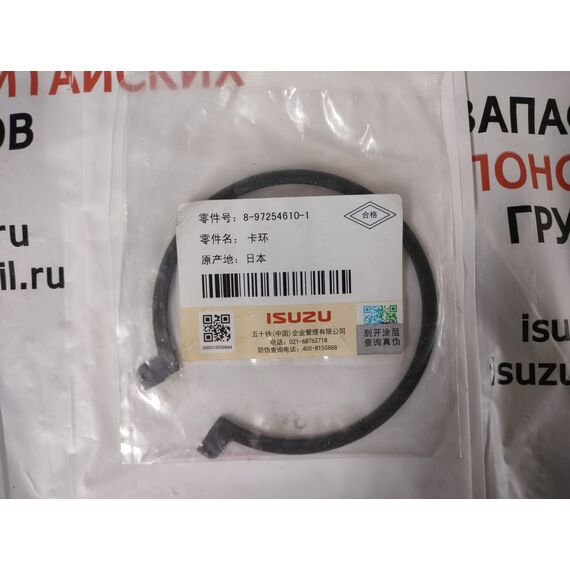 ИТАЙСКИХ
ОВ
.ru
il.ru
ЗАПАС
ПОНС
ГРУ
isu
isuzu
零件号: 8-97254610-1
零件名: 卡环
原产地: 日本
合格
ISUZU
五十铃(中国)企业管理有限公司
电话: 021-68762718
防伪查询电话: 400-8155888
000012056694
刮开涂层
查询真伪